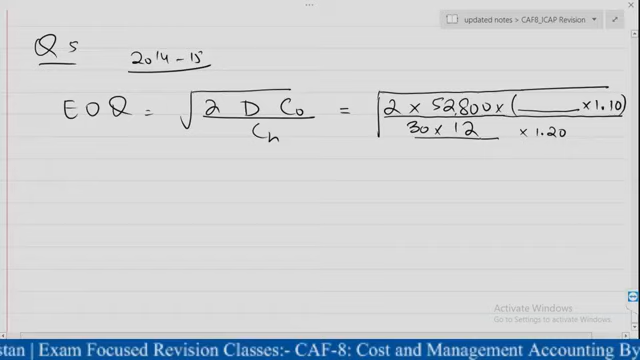 updated notes > CAF8_ICAP Revision
Q5
2014-15
EOQ = √ 2 D Co / Ch = √ 2 × 52,800 × ( ____ × 1.10) / 30 × 12 × 1.20
Activate Windows
Go to Settings to activate Windows.
stan | Exam Focused Revision Classes:- CAF-8: Cost and Management Accounting By